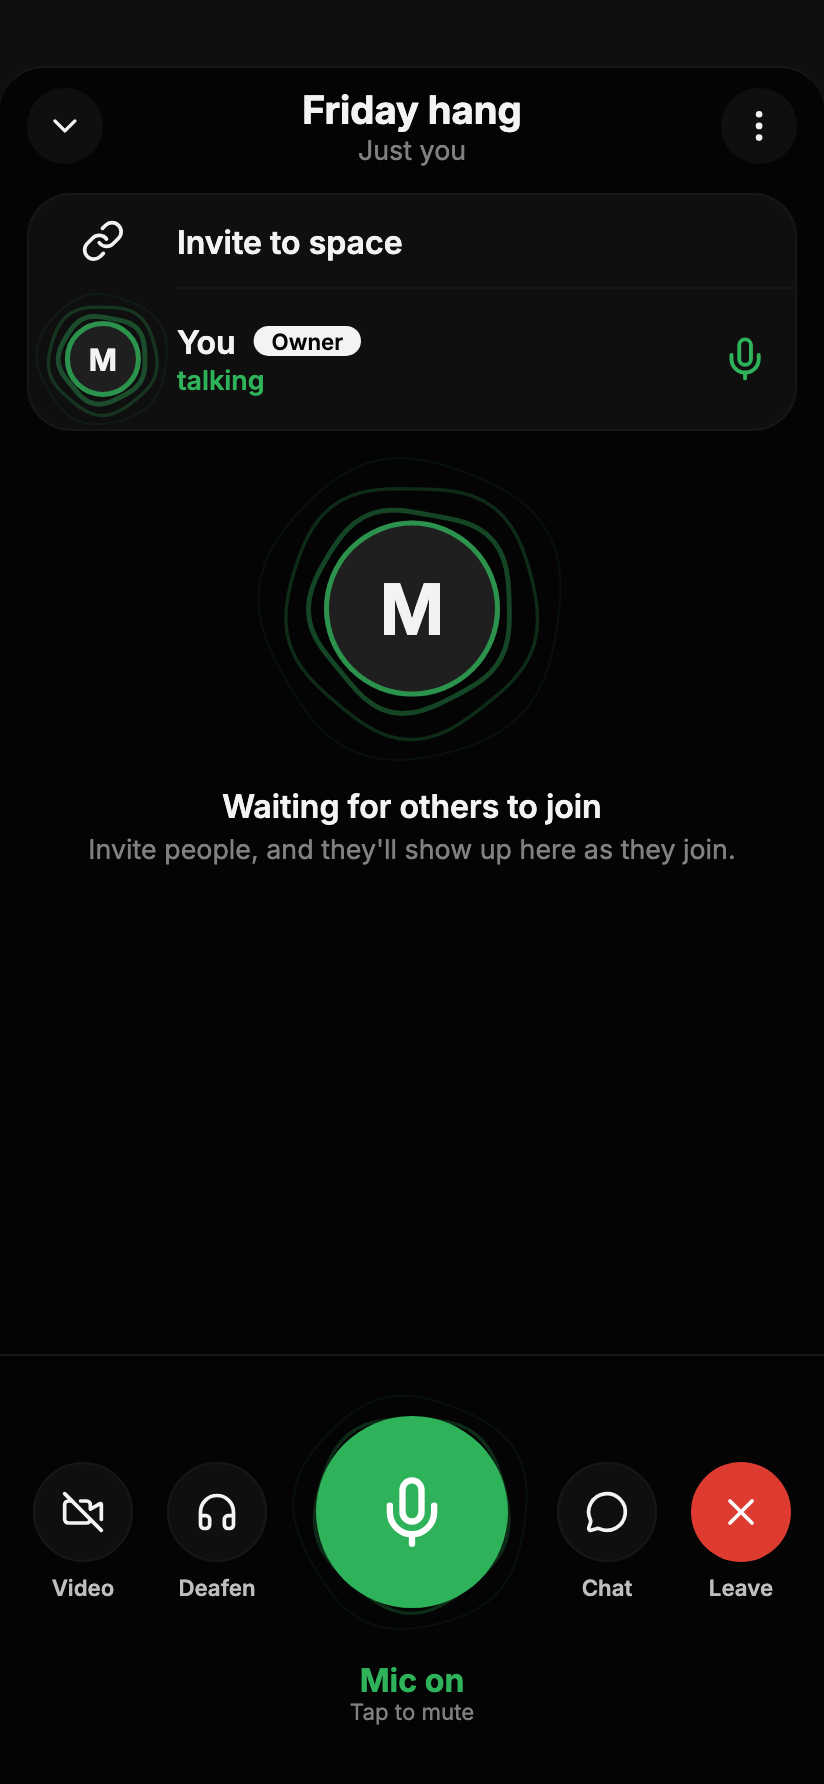 Friday hang
Just you
Invite to space
M
You Owner
talking
M
Waiting for others to join
Invite people, and they'll show up here as they join.
Video Deafen Chat Leave
Mic on
Tap to mute